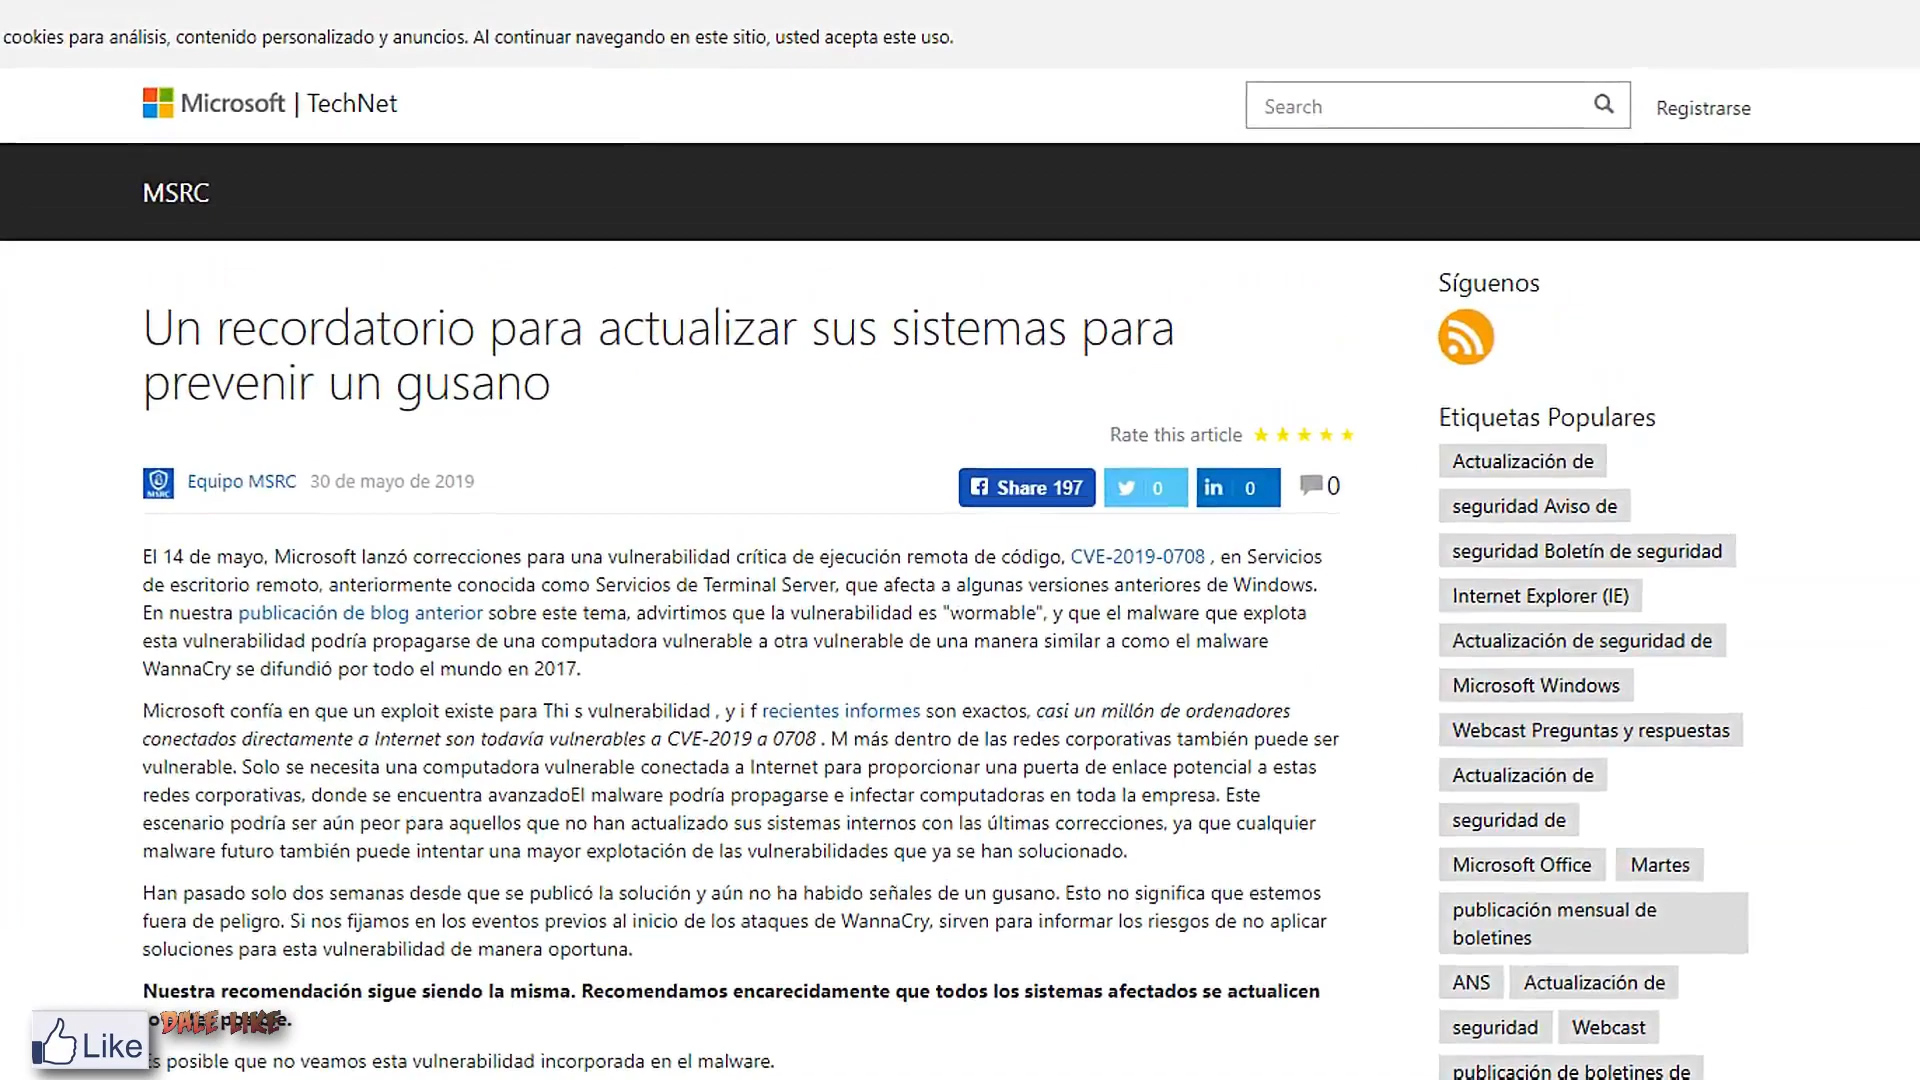 cookies para análisis, contenido personalizado y anuncios. Al continuar navegando en este sitio, usted acepta este uso.
Microsoft | TechNet
Search
Registrarse
MSRC
Un recordatorio para actualizar sus sistemas para
prevenir un gusano
Rate this article
MSRC
Equipo MSRC 30 de mayo de 2019
Share 197
0
in 0
0
El 14 de mayo, Microsoft lanzó correcciones para una vulnerabilidad crítica de ejecución remota de código, CVE-2019-0708 , en Servicios
de escritorio remoto, anteriormente conocida como Servicios de Terminal Server, que afecta a algunas versiones anteriores de Windows.
En nuestra publicación de blog anterior sobre este tema, advirtimos que la vulnerabilidad es "wormable", y que el malware que explota
esta vulnerabilidad podría propagarse de una computadora vulnerable a otra vulnerable de una manera similar a como el malware
WannaCry se difundió por todo el mundo en 2017.
Microsoft confía en que un exploit existe para Thi s vulnerabilidad , y i f recientes informes son exactos, casi un millón de ordenadores
conectados directamente a Internet son todavía vulnerables a CVE-2019 a 0708 . M más dentro de las redes corporativas también puede ser
vulnerable. Solo se necesita una computadora vulnerable conectada a Internet para proporcionar una puerta de enlace potencial a estas
redes corporativas, donde se encuentra avanzadoEl malware podría propagarse e infectar computadoras en toda la empresa. Este
escenario podría ser aún peor para aquellos que no han actualizado sus sistemas internos con las últimas correcciones, ya que cualquier
malware futuro también puede intentar una mayor explotación de las vulnerabilidades que ya se han solucionado.
Han pasado solo dos semanas desde que se publicó la solución y aún no ha habido señales de un gusano. Esto no significa que estemos
fuera de peligro. Si nos fijamos en los eventos previos al inicio de los ataques de WannaCry, sirven para informar los riesgos de no aplicar
soluciones para esta vulnerabilidad de manera oportuna.
Nuestra recomendación sigue siendo la misma. Recomendamos encarecidamente que todos los sistemas afectados se actualicen
DALE LIKE
Like
Es posible que no veamos esta vulnerabilidad incorporada en el malware.
Síguenos
Etiquetas Populares
Actualización de
seguridad Aviso de
seguridad Boletín de seguridad
Internet Explorer (IE)
Actualización de seguridad de
Microsoft Windows
Webcast Preguntas y respuestas
Actualización de
seguridad de
Microsoft Office Martes
publicación mensual de
boletines
ANS Actualización de
seguridad Webcast
publicación de boletines de